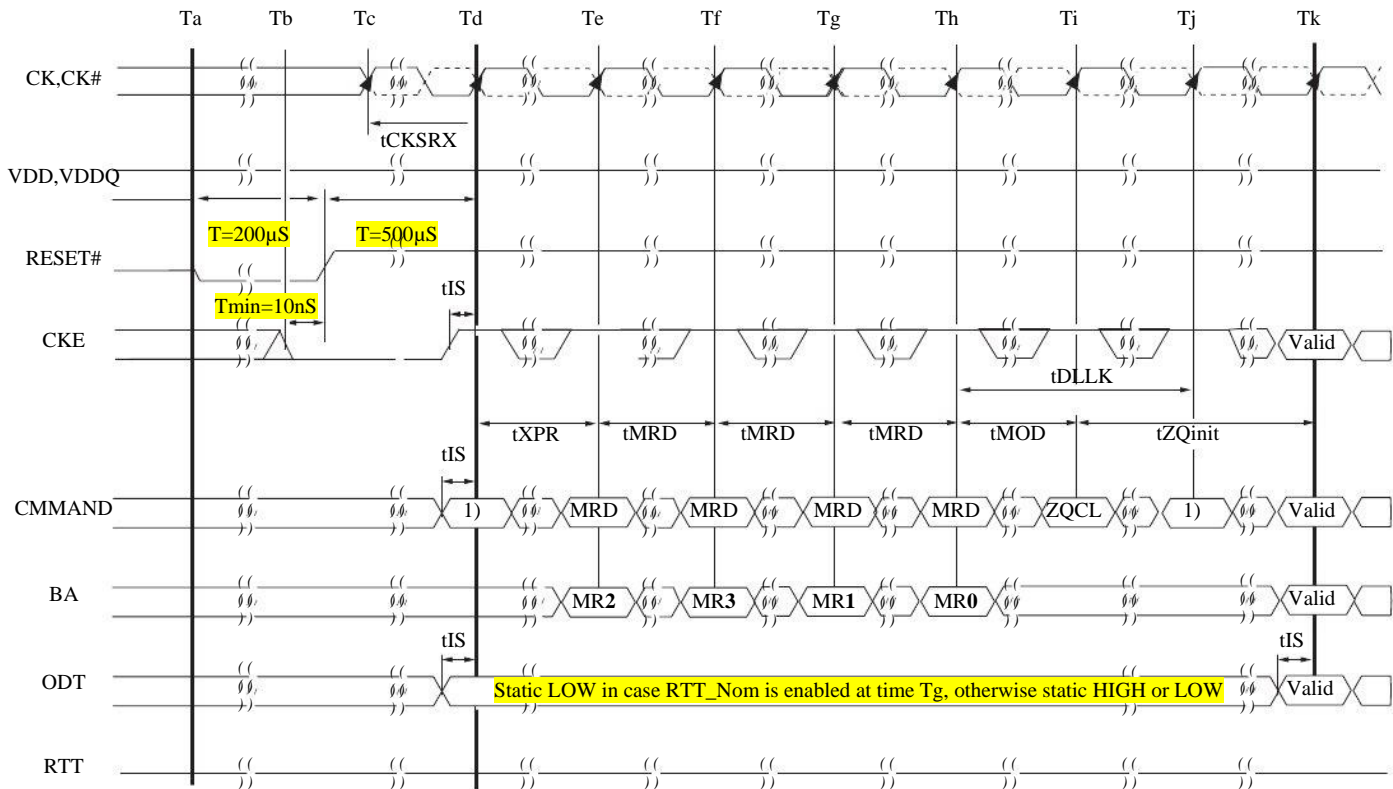 Ta Tb Tc Td Te Tf Tg Th Ti Tj Tk
CK,CK#
tCKSRX
VDD,VDDQ
T=200µS T=500µS
RESET#
Tmin=10nS tIS
CKE Valid
tDLLK
tXPR tMRD tMRD tMRD tMOD tZQinit
tIS
CMMAND 1) MRD MRD MRD MRD ZQCL 1) Valid
BA MR2 MR3 MR1 MR0 Valid
tIS tIS
ODT Static LOW in case RTT_Nom is enabled at time Tg, otherwise static HIGH or LOW Valid
RTT